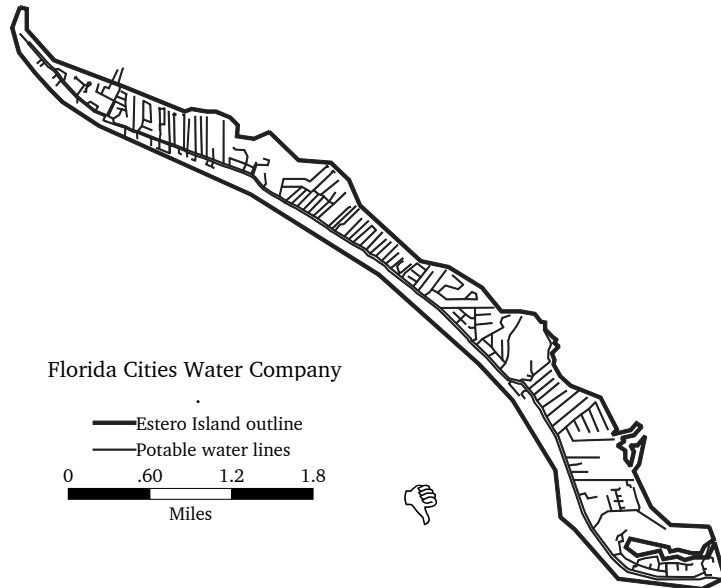 Florida Cities Water Company
.
Estero Island outline
Potable water lines
0 .60 1.2 1.8
Miles